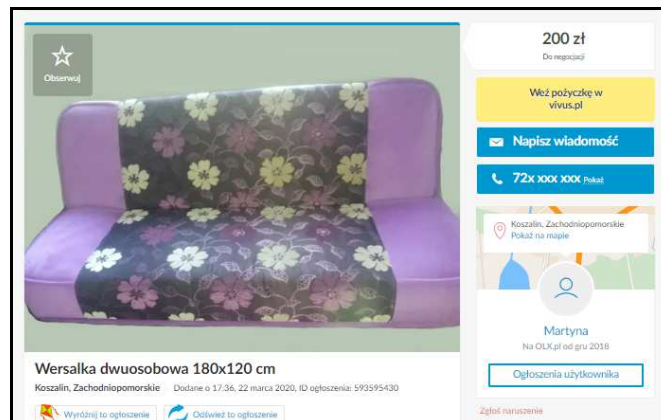 Obserwuj
200 zł
Do negocjacji
Weź pożyczkę w
vivus.pl
Napisz wiadomość
72x xxx xxx Pokaż
Koszalin, Zachodniopomorskie
Pokaż na mapie
Martyna
Na OLX.pl od gru 2018
Ogłoszenia użytkownika
Zgłoś naruszenie
Wersalka dwuosobowa 180x120 cm
Koszalin, Zachodniopomorskie Dodane o 17:36, 22 marca 2020, ID ogłoszenia: 593595430
Wyróżnij to ogłoszenie Odśwież to ogłoszenie